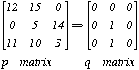 [12 15 0] [0 0 0]
[0 5 14] = [0 1 0]
[11 10 3] [0 0 0]
p matrix q matrix